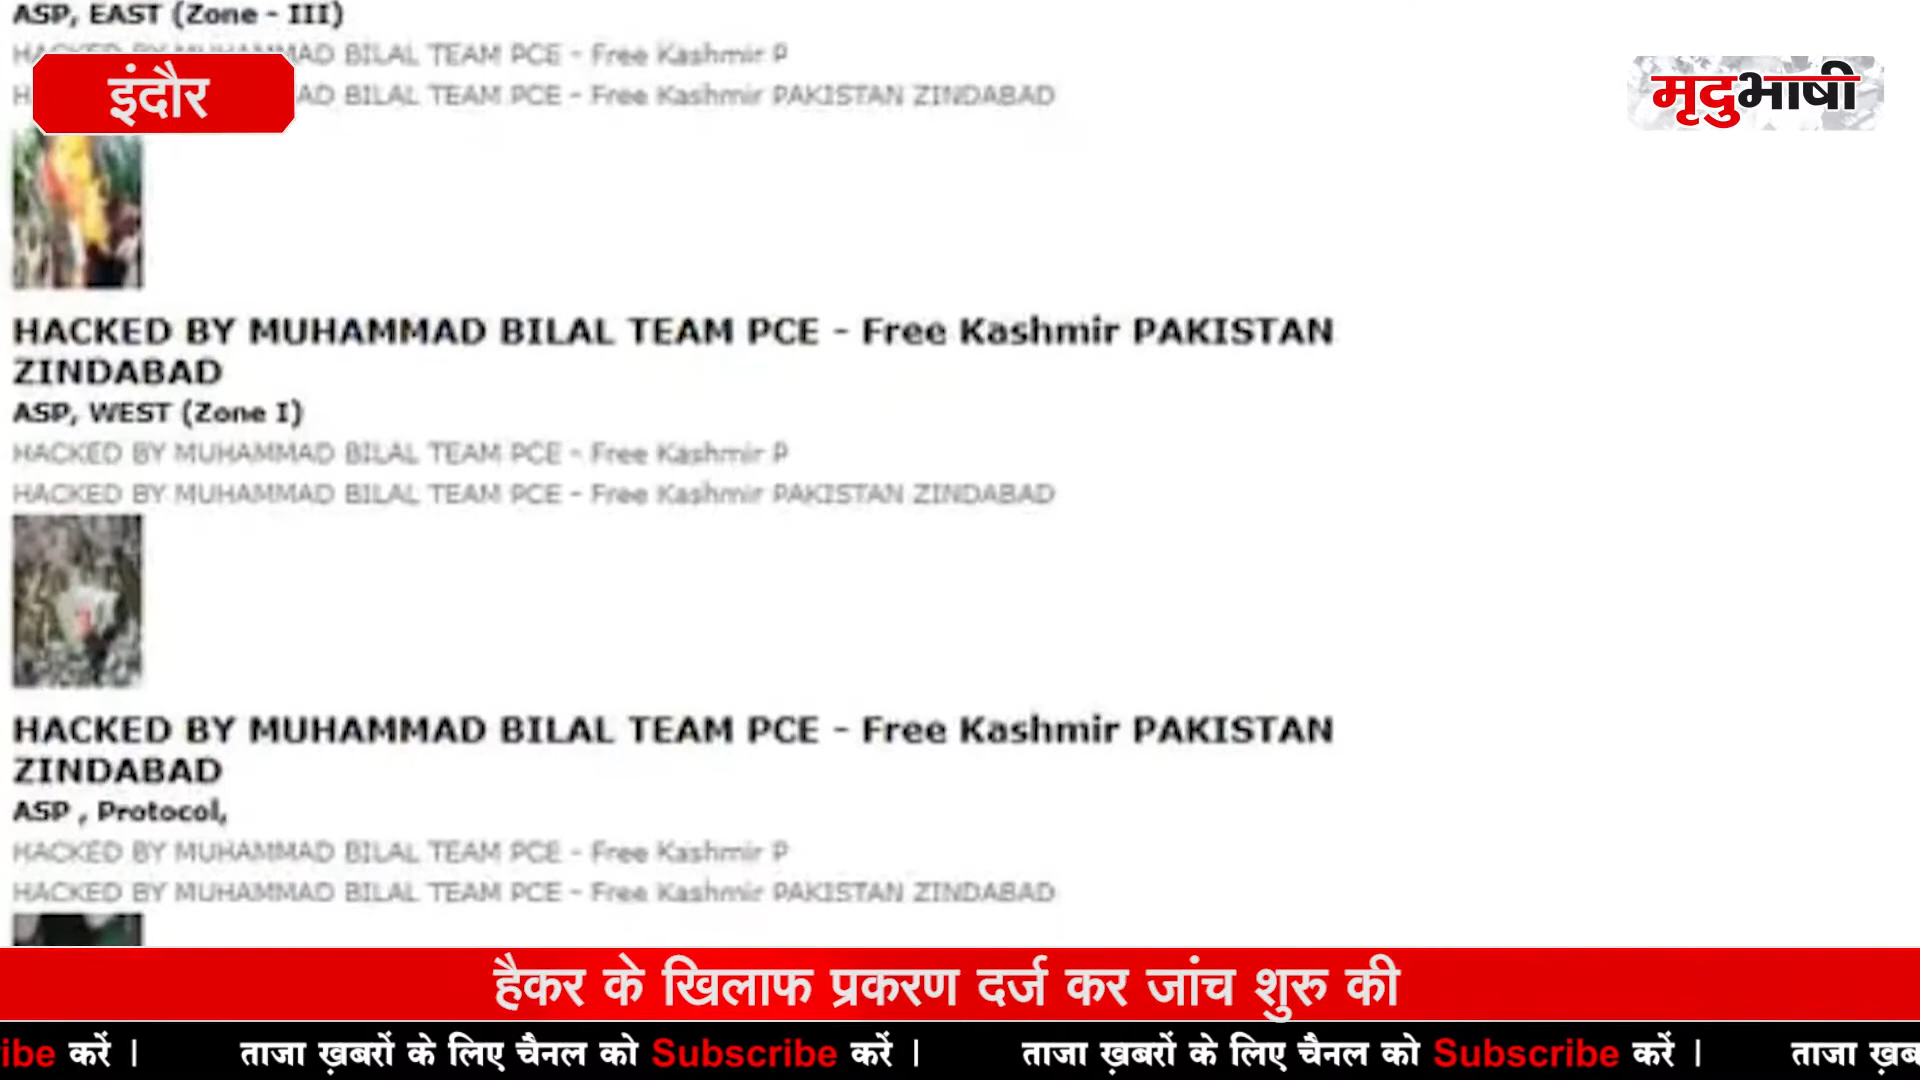 ASP, EAST (Zone - III)
HACKED BY MUHAMMAD BILAL TEAM PCE - Free Kashmir P
AD BILAL TEAM PCE - Free Kashmir PAKISTAN ZINDABAD
इंदौर
मृदुभाषी
HACKED BY MUHAMMAD BILAL TEAM PCE - Free Kashmir PAKISTAN
ZINDABAD
ASP, WEST (Zone I)
HACKED BY MUHAMMAD BILAL TEAM PCE - Free Kashmir P
HACKED BY MUHAMMAD BILAL TEAM PCE - Free Kashmir PAKISTAN ZINDABAD
HACKED BY MUHAMMAD BILAL TEAM PCE - Free Kashmir PAKISTAN
ZINDABAD
ASP , Protocol,
HACKED BY MUHAMMAD BILAL TEAM PCE - Free Kashmir P
HACKED BY MUHAMMAD BILAL TEAM PCE - Free Kashmir PAKISTAN ZINDABAD
हैकर के खिलाफ प्रकरण दर्ज कर जांच शुरु की
ibe करें । ताजा ख़बरों के लिए चैनल को Subscribe करें । ताजा ख़बरों के लिए चैनल को Subscribe करें । ताजा ख़ब